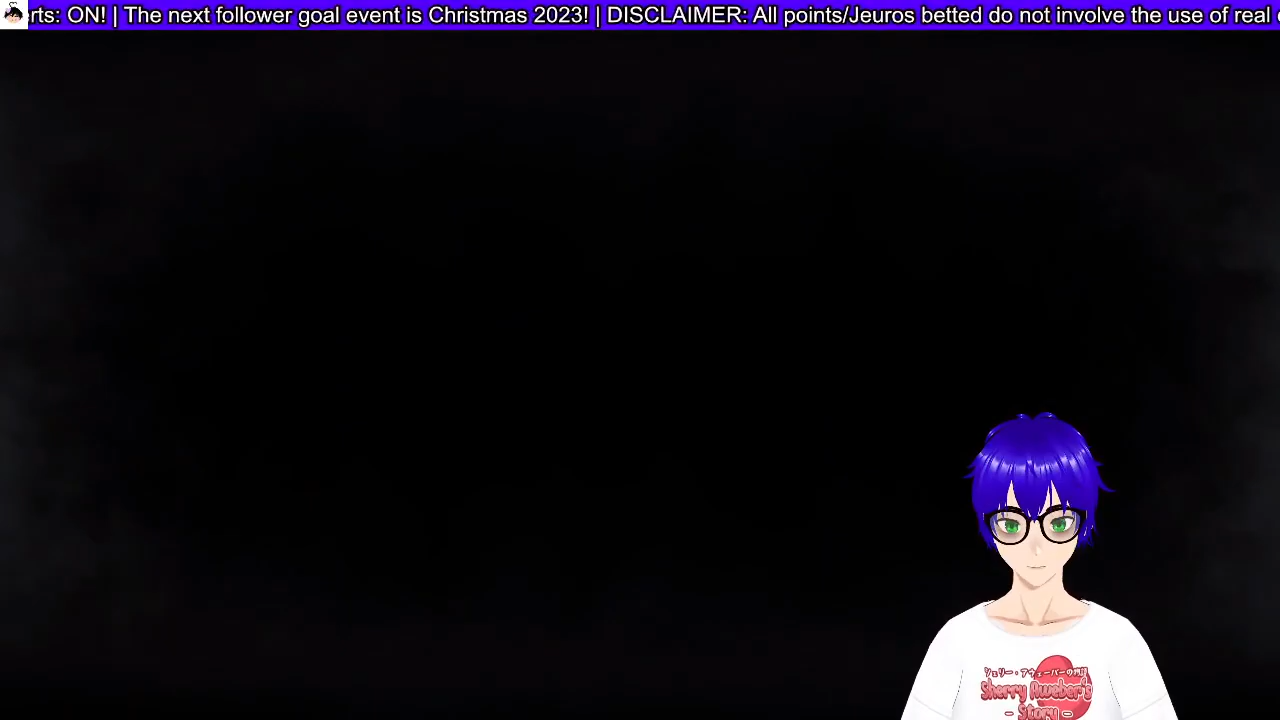 erts: ON! | The next follower goal event is Christmas 2023! | DISCLAIMER: All points/Jeuros betted do not involve the use of real
Sherry Aweber's
- Story -